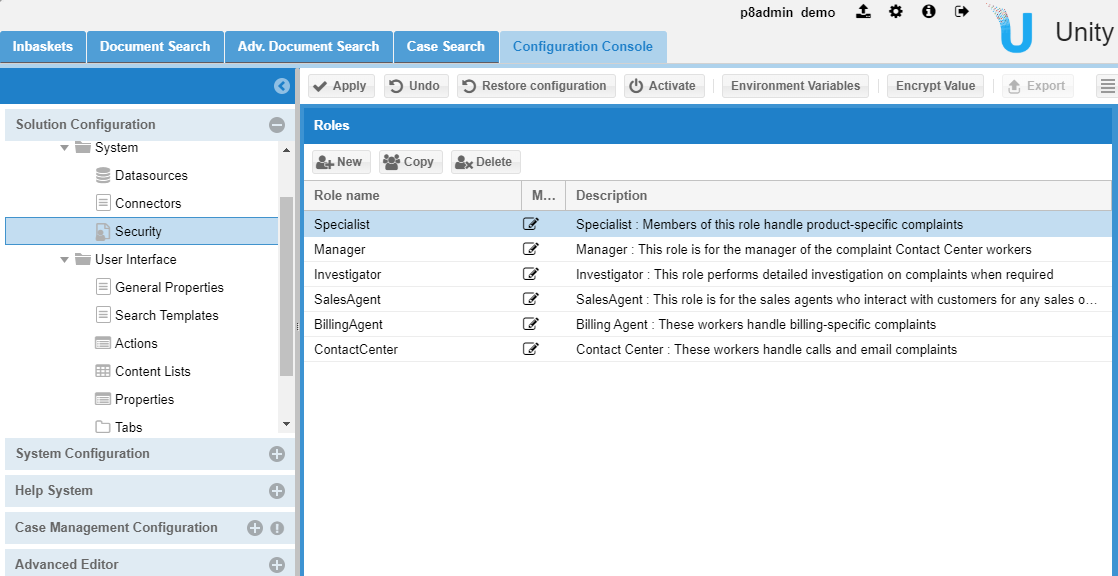 p8admin demo
Unity
Inbaskets
Document Search
Adv. Document Search
Case Search
Configuration Console
Apply
Undo
Restore configuration
Activate
Environment Variables
Encrypt Value
Export
Solution Configuration
System
Datasources
Connectors
Security
User Interface
General Properties
Search Templates
Actions
Content Lists
Properties
Tabs
System Configuration
Help System
Case Management Configuration
Advanced Editor
Roles
New
Copy
Delete
Role name M... Description
Specialist Specialist : Members of this role handle product-specific complaints
Manager Manager : This role is for the manager of the complaint Contact Center workers
Investigator Investigator : This role performs detailed investigation on complaints when required
SalesAgent SalesAgent : This role is for the sales agents who interact with customers for any sales o...
BillingAgent Billing Agent : These workers handle billing-specific complaints
ContactCenter Contact Center : These workers handle calls and email complaints